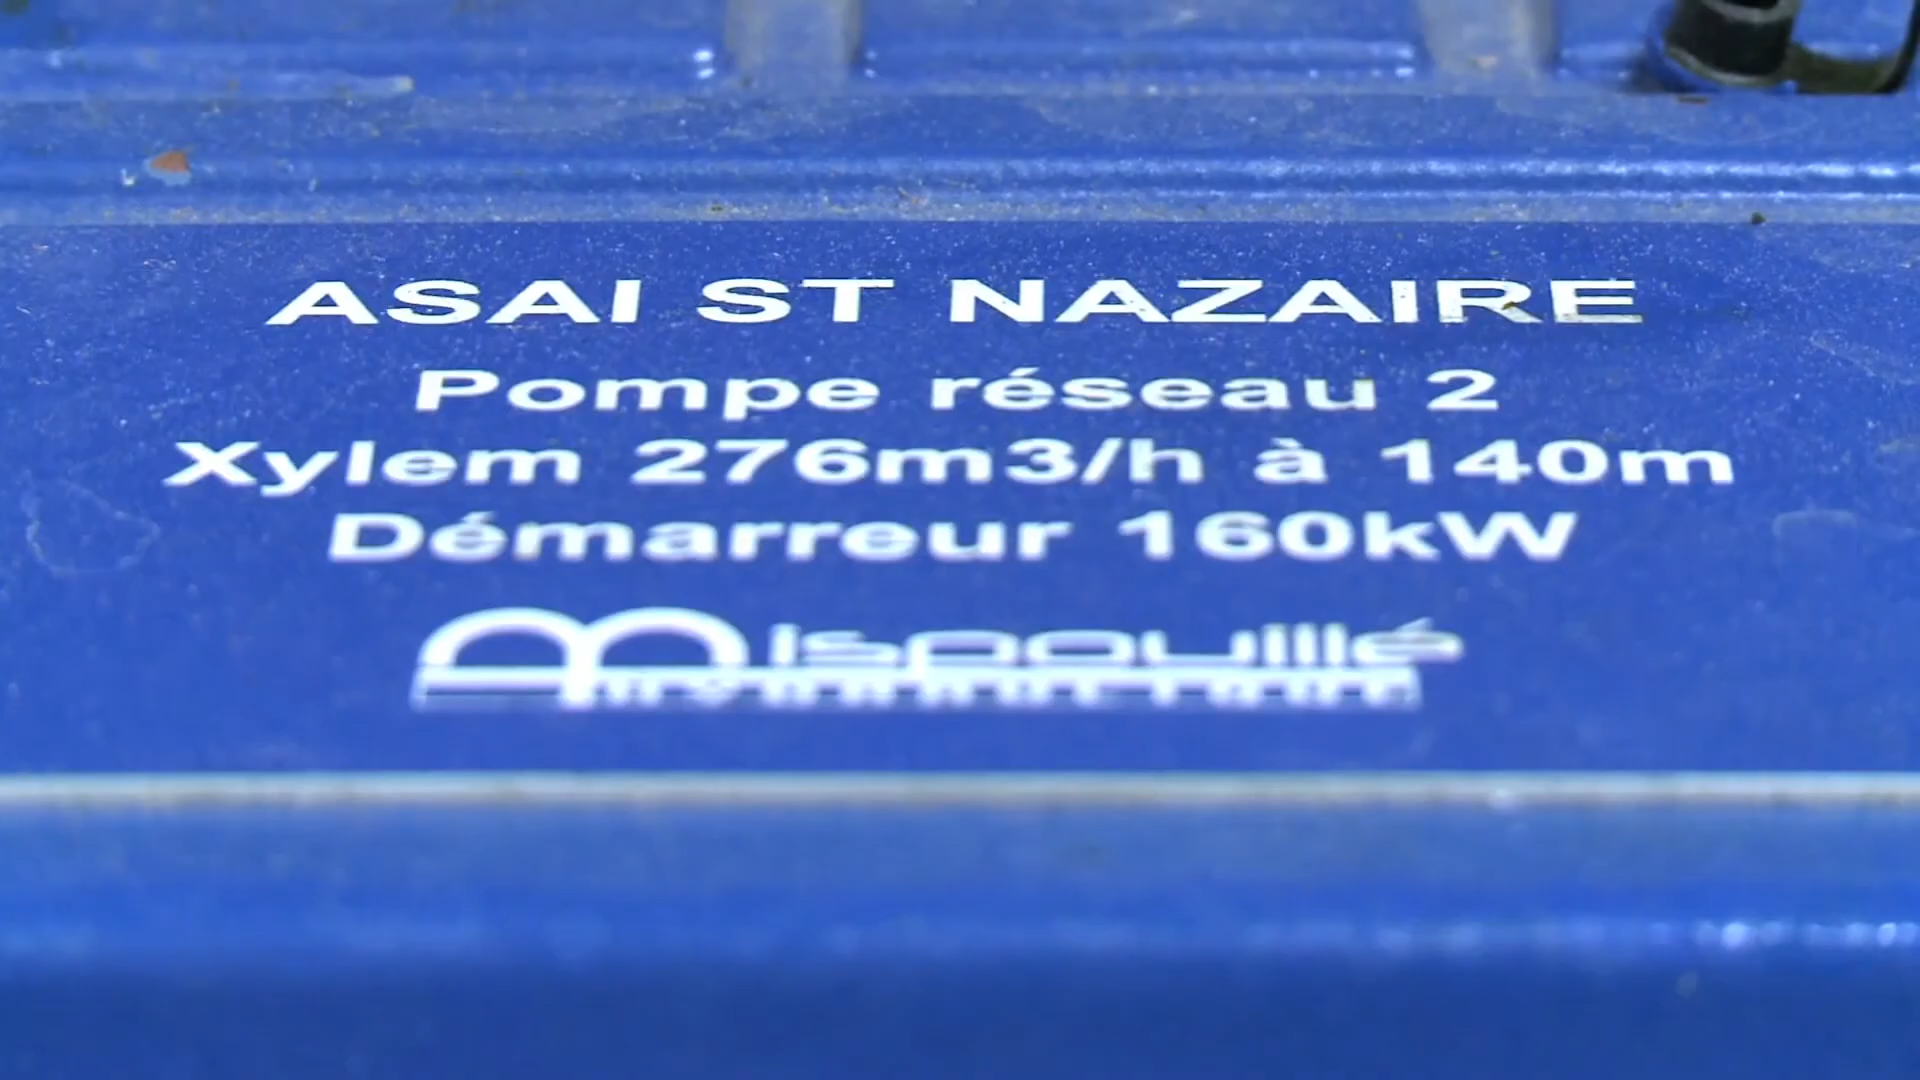 ASAI ST NAZAIRE
Pompe réseau 2
Xylem 276m3/h à 140m
Démarreur 160kW